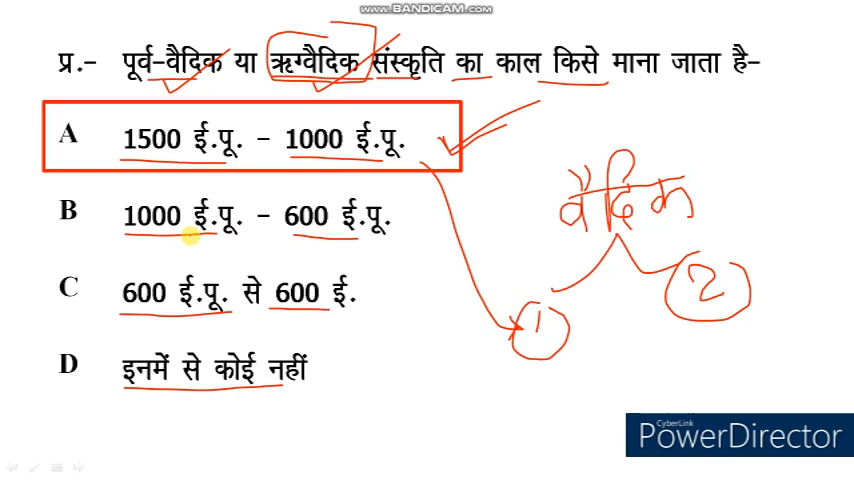 www.BANDICAM.com
प्र.- पूर्व-वैदिक या ऋग्वैदिक संस्कृति का काल किसे माना जाता है-
A 1500 ई.पू. - 1000 ई.पू.
B 1000 ई.पू. - 600 ई.पू.
C 600 ई.पू. से 600 ई.
D इनमें से कोई नहीं
वैदिक
1
2
CyberLink
PowerDirector